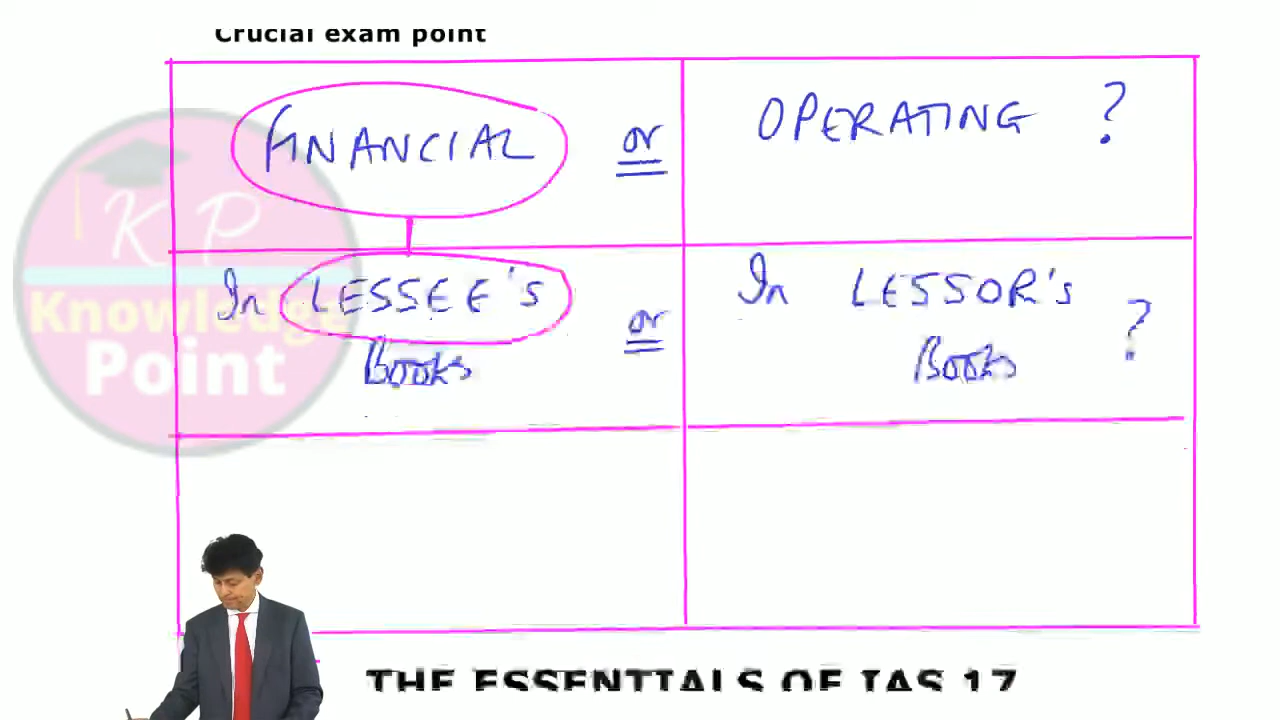 Crucial exam point
FINANCIAL or OPERATING ?
In LESSEE's or In LESSOR's ?
Books Books
KP
Knowledge
Point
THE ESSENTIALS OF IAS 17